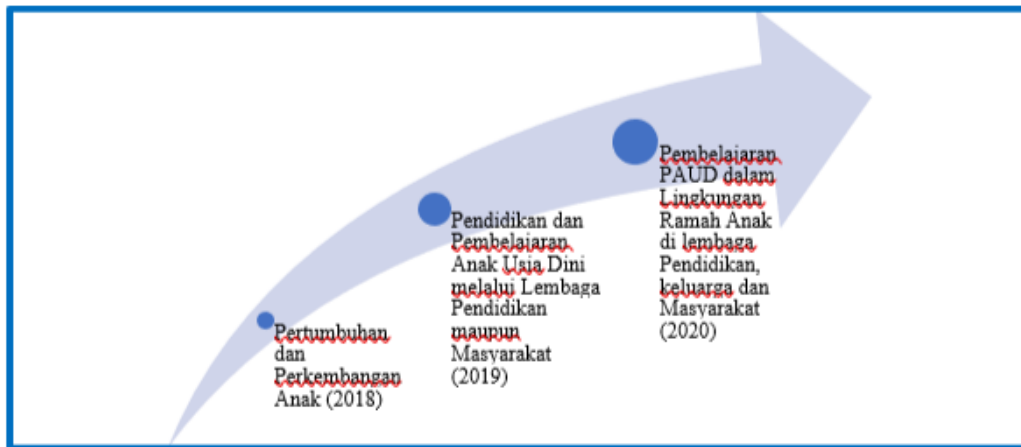 Pertumbuhan
dan
Perkembangan
Anak (2018)
Pendidikan dan
Pembelajaran
Anak Usia Dini
melalui Lembaga
Pendidikan
maupun
Masyarakat
(2019)
Pembelajaran
PAUD dalam
Lingkungan
Ramah Anak
di lembaga
Pendidikan,
keluarga dan
Masyarakat
(2020)